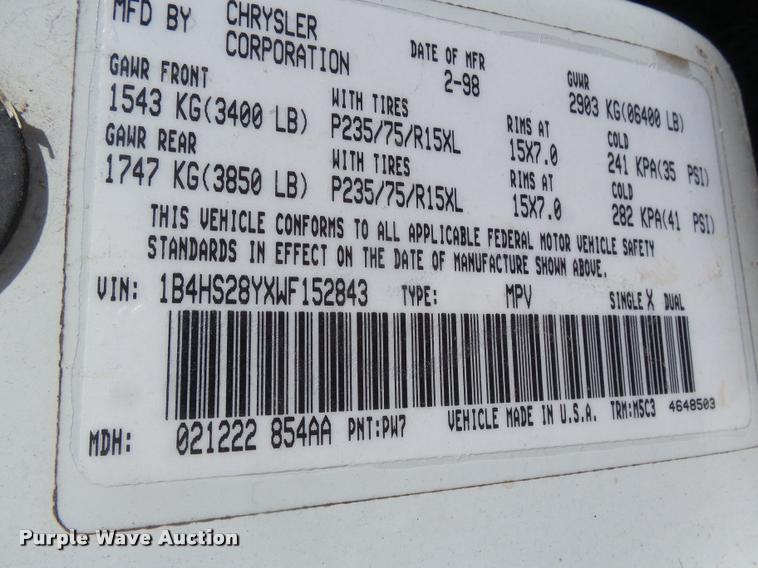 MFD BY CHRYSLER CORPORATION DATE OF MFR 2-98 GVWR 2903 KG(06400 LB)
GAWR FRONT 1543 KG(3400 LB) WITH TIRES P235/75/R15XL RIMS AT 15X7.0 COLD 241 KPA(35 PSI)
GAWR REAR 1747 KG(3850 LB) WITH TIRES P235/75/R15XL RIMS AT 15X7.0 COLD 282 KPA(41 PSI)
THIS VEHICLE CONFORMS TO ALL APPLICABLE FEDERAL MOTOR VEHICLE SAFETY
STANDARDS IN EFFECT ON THE DATE OF MANUFACTURE SHOWN ABOVE.
VIN: 1B4HS28YXWF152843 TYPE: MPV SINGLE X DUAL
MDH: 021222 854AA PNT:PW7 VEHICLE MADE IN U.S.A. TRM:M5C3 4648503
Purple Wave Auction